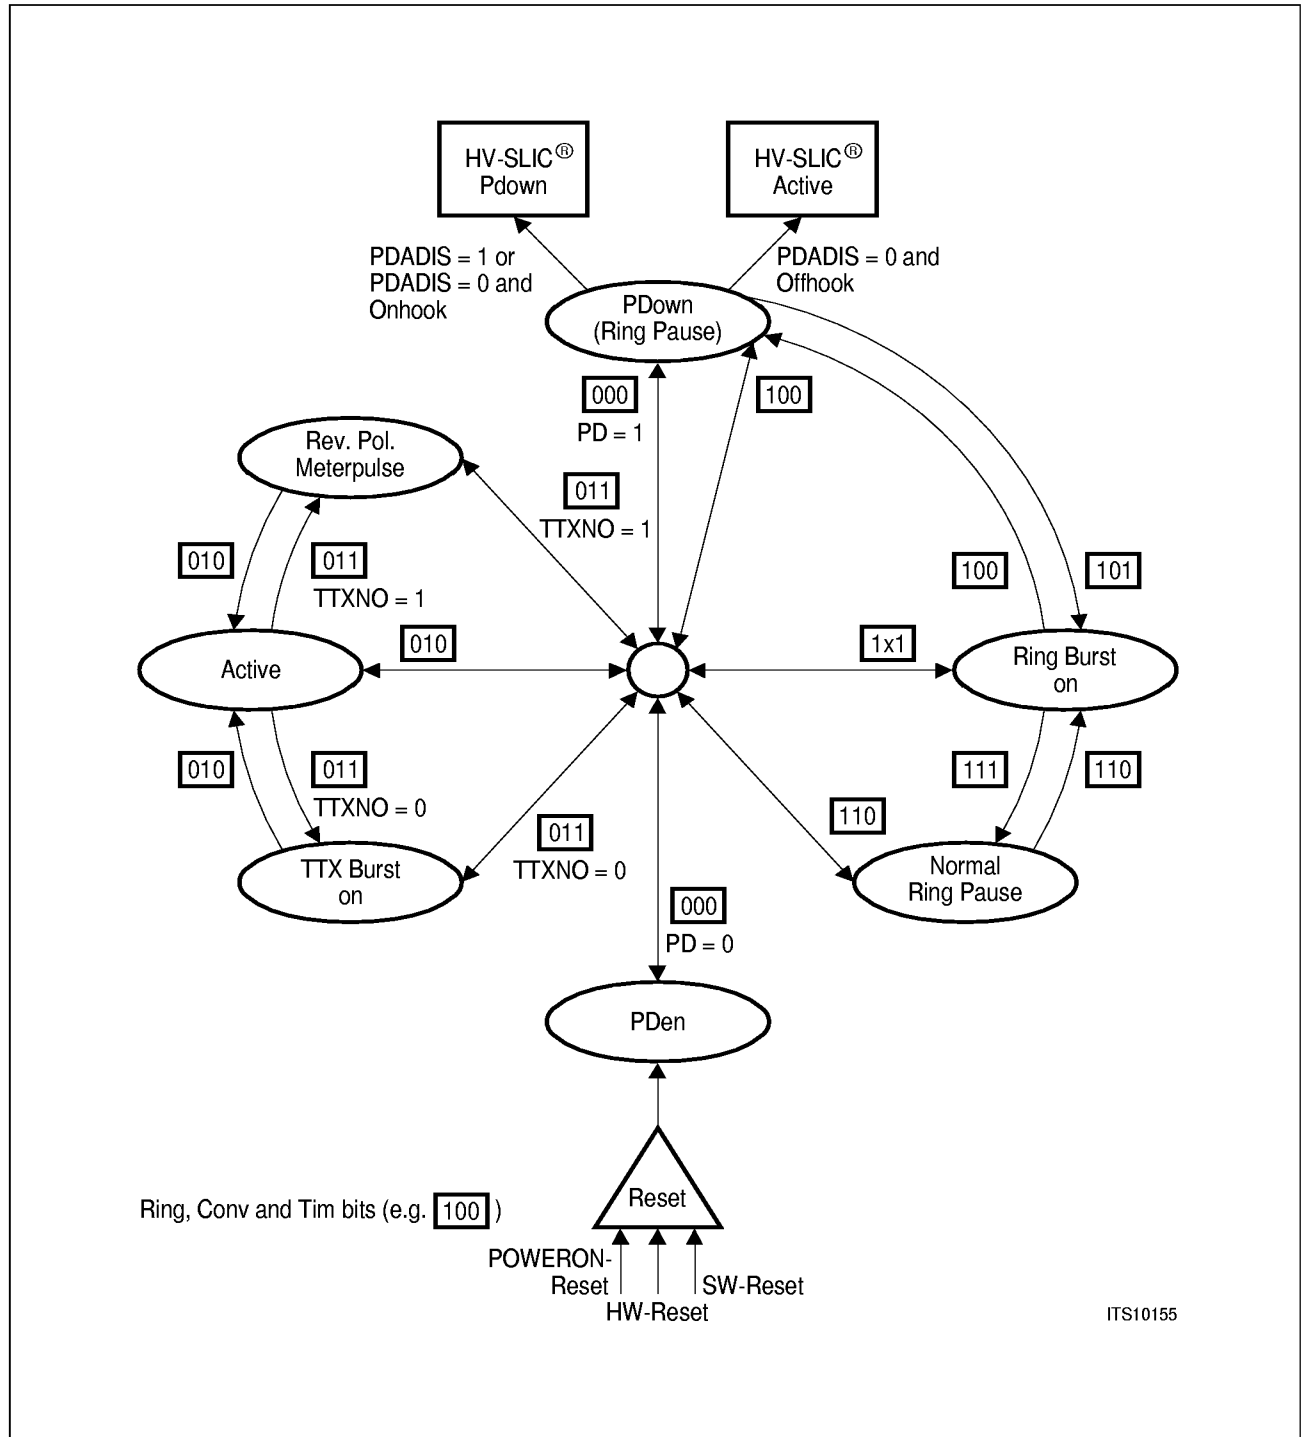 HV-SLIC®
Pdown
HV-SLIC®
Active
PDADIS = 1 or
PDADIS = 0 and
Onhook
PDADIS = 0 and
Offhook
PDown
(Ring Pause)
000
PD = 1
100
Rev. Pol.
Meterpulse
011
TTXNO = 1
010
011
TTXNO = 1
100
101
010
1x1
Active
Ring Burst
on
010
011
TTXNO = 0
111
110
110
011
TTXNO = 0
TTX Burst
on
Normal
Ring Pause
000
PD = 0
PDen
Reset
Ring, Conv and Tim bits (e.g. 100 )
POWERON-
Reset
SW-Reset
HW-Reset
ITS10155